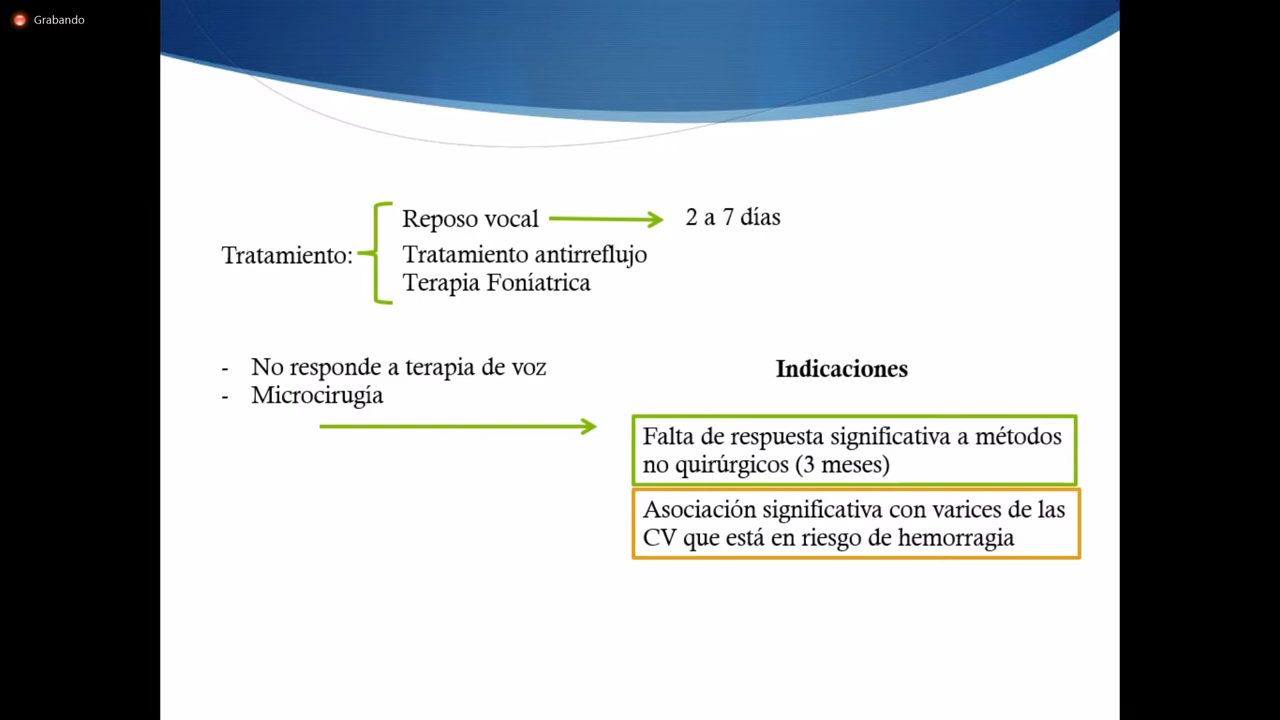 Grabando
Reposo vocal
2 a 7 días
Tratamiento:
Tratamiento antirreflujo
Terapia Foníatrica
- No responde a terapia de voz
- Microcirugía
Indicaciones
Falta de respuesta significativa a métodos
no quirúrgicos (3 meses)
Asociación significativa con varices de las
CV que está en riesgo de hemorragia